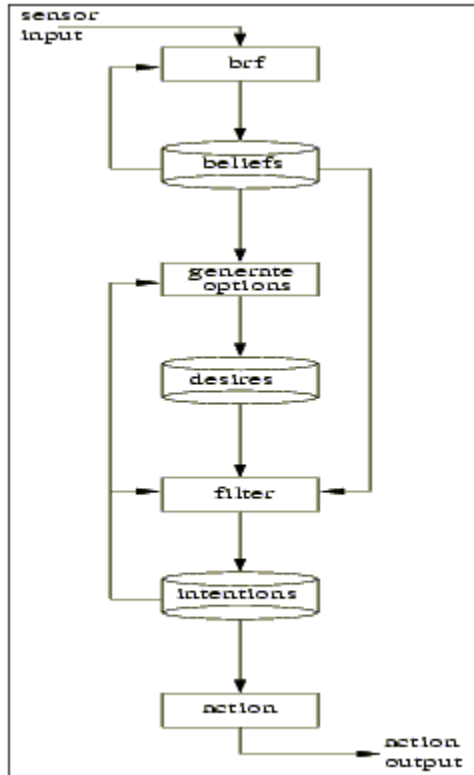 sensor
input
brf
beliefs
generate
options
desires
filter
intentions
action
action
output